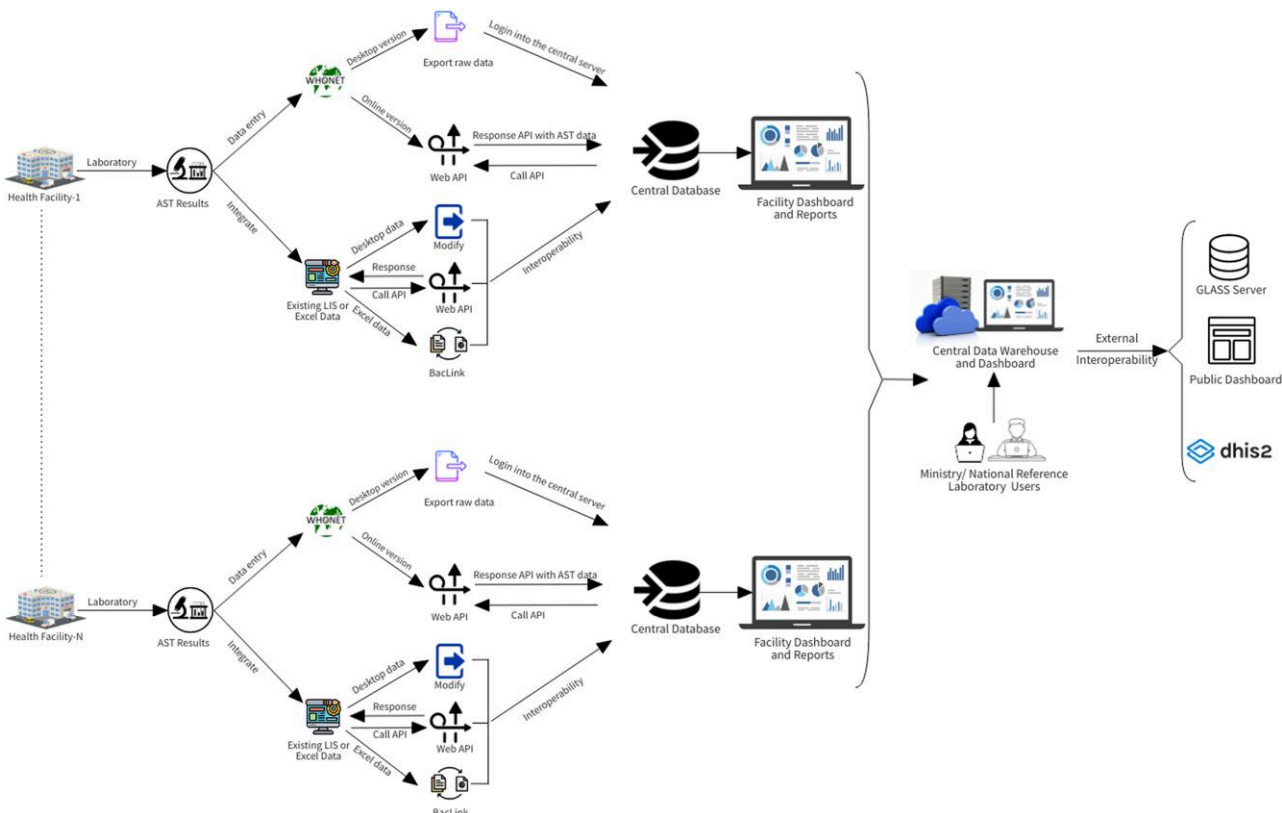 Desktop version
Login into the central server
Export raw data
WHONET
Data entry
Online version
Response API with AST data
Call API
Web API
Laboratory
Health Facility-1
AST Results
Integrate
Central Database
Facility Dashboard
and Reports
Desktop data
Modify
Response
Call API
Web API
Interoperability
Existing LIS or
Excel Data
Excel data
BacLink
GLASS Server
External
Interoperability
Central Data Warehouse
and Dashboard
Public Dashboard
dhis2
Ministry/ National Reference
Laboratory Users
Desktop version
Login into the central server
Export raw data
WHONET
Data entry
Online version
Response API with AST data
Call API
Web API
Laboratory
Health Facility-N
AST Results
Integrate
Central Database
Facility Dashboard
and Reports
Desktop data
Modify
Response
Call API
Web API
Interoperability
Existing LIS or
Excel Data
Excel data
BacLink